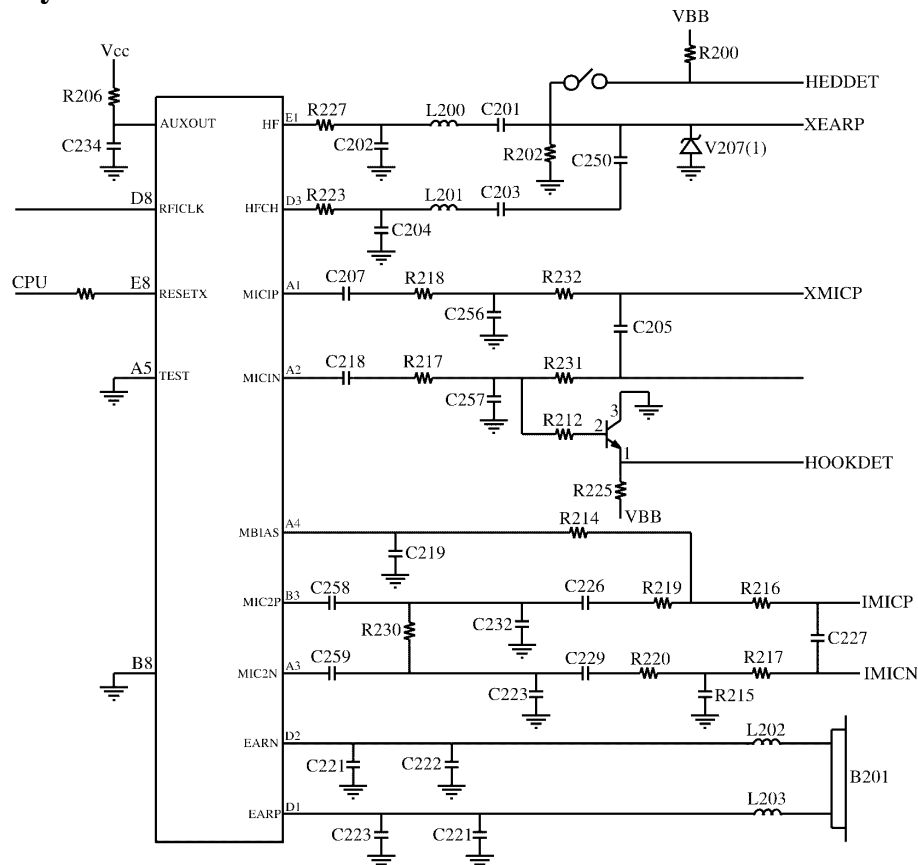 VBB
Vcc
R200
R206
HEDDET
R227
L200
C201
AUXOUT
HF
E1
XEARP
C234
C202
R202
C250
V207(1)
D8
R223
L201
C203
RFICLK
HFCH
D3
C204
CPU
E8
C207
R218
R232
RESETX
MICIP
A1
XMICP
C256
C205
A5
C218
R217
R231
TEST
MICIN
A2
C257
3
R212
2
1
HOOKDET
R225
VBB
R214
MBIAS
A4
C219
C258
C226
R219
R216
MIC2P
B3
IMICP
R230
C232
C227
B8
C259
C229
R220
R217
MIC2N
A3
IMICN
C223
R215
L202
EARN
D2
C221
C222
B201
L203
EARP
D1
C223
C221